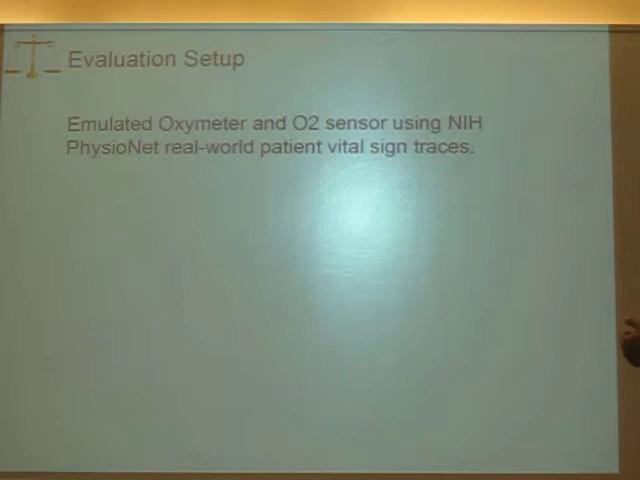 Evaluation Setup
Emulated Oxymeter and O2 sensor using NIH
PhysioNet real-world patient vital sign traces.